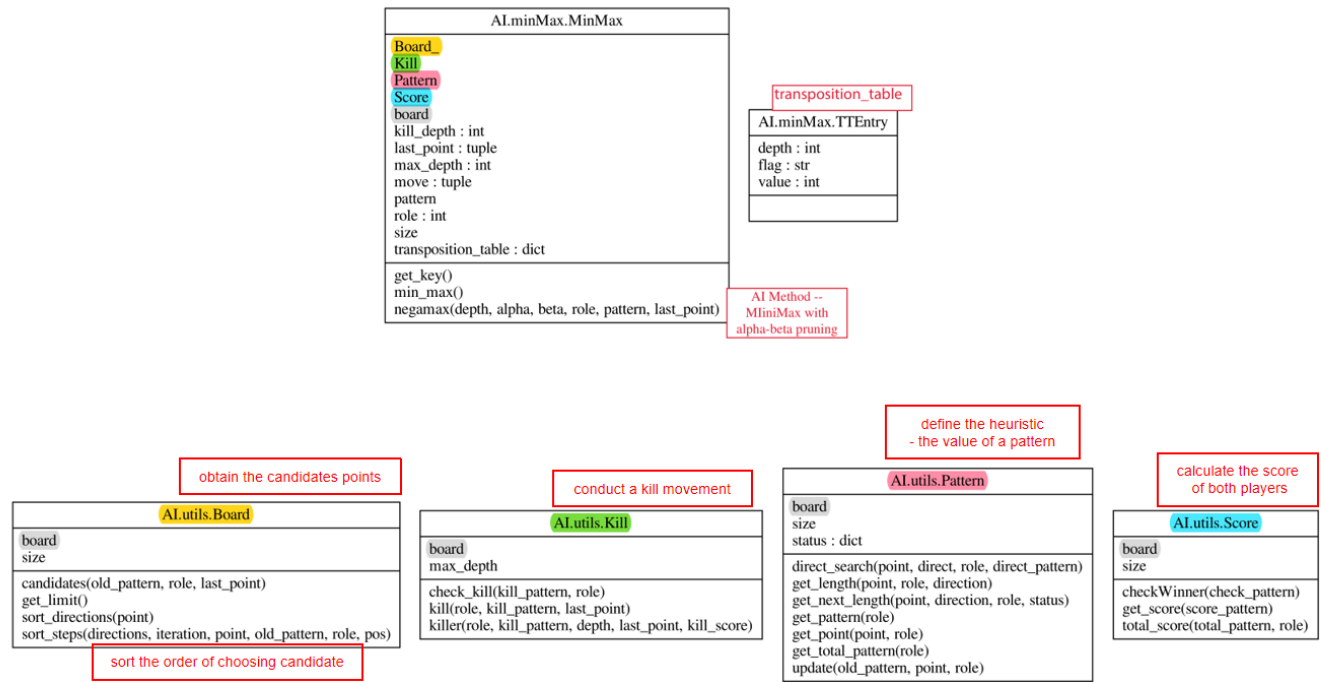 AI.minMax.MinMax
Board_
Kill
Pattern
Score
board
kill_depth : int
last_point : tuple
max_depth : int
move : tuple
pattern
role : int
size
transposition_table : dict
get_key()
min_max()
negamax(depth, alpha, beta, role, pattern, last_point)
transposition_table
AI.minMax.TTEntry
depth : int
flag : str
value : int
AI Method --
MIiniMax with
alpha-beta pruning
obtain the candidates points
AI.utils.Board
board
size
candidates(old_pattern, role, last_point)
get_limit()
sort_directions(point)
sort_steps(directions, iteration, point, old_pattern, role, pos)
sort the order of choosing candidate
conduct a kill movement
AI.utils.Kill
board
max_depth
check_kill(kill_pattern, role)
kill(role, kill_pattern, last_point)
killer(role, kill_pattern, depth, last_point, kill_score)
define the heuristic
- the value of a pattern
AI.utils.Pattern
board
size
status : dict
direct_search(point, direct, role, direct_pattern)
get_length(point, role, direction)
get_next_length(point, direction, role, status)
get_pattern(role)
get_point(point, role)
get_total_pattern(role)
update(old_pattern, point, role)
calculate the score
of both players
AI.utils.Score
board
size
checkWinner(check_pattern)
get_score(score_pattern)
total_score(total_pattern, role)